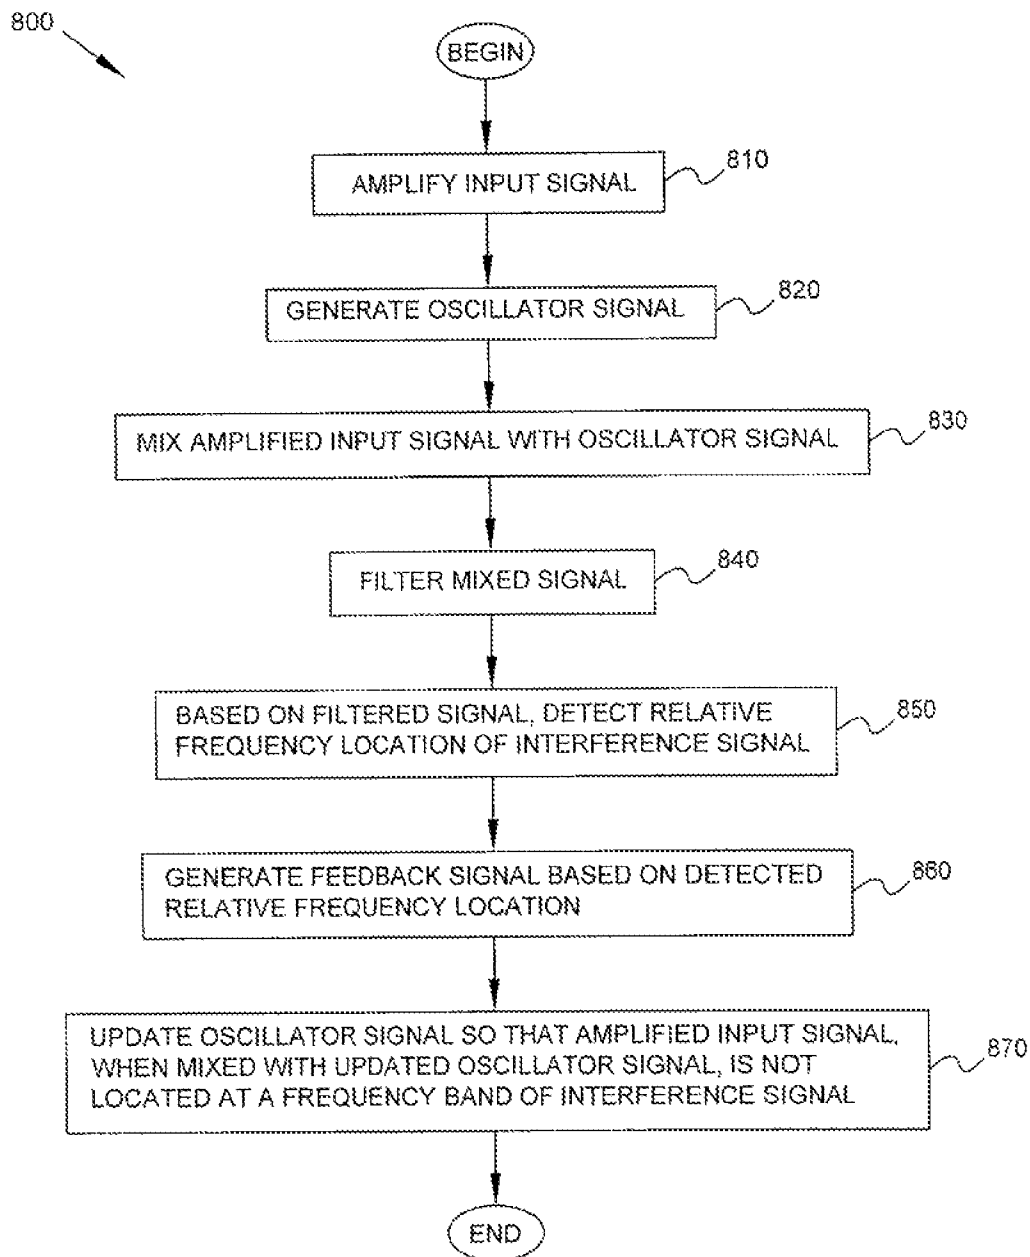 800
BEGIN
AMPLIFY INPUT SIGNAL
810
GENERATE OSCILLATOR SIGNAL
820
MIX AMPLIFIED INPUT SIGNAL WITH OSCILLATOR SIGNAL
830
FILTER MIXED SIGNAL
840
BASED ON FILTERED SIGNAL, DETECT RELATIVE
FREQUENCY LOCATION OF INTERFERENCE SIGNAL
850
GENERATE FEEDBACK SIGNAL BASED ON DETECTED
RELATIVE FREQUENCY LOCATION
860
UPDATE OSCILLATOR SIGNAL SO THAT AMPLIFIED INPUT SIGNAL,
WHEN MIXED WITH UPDATED OSCILLATOR SIGNAL, IS NOT
LOCATED AT A FREQUENCY BAND OF INTERFERENCE SIGNAL
870
END